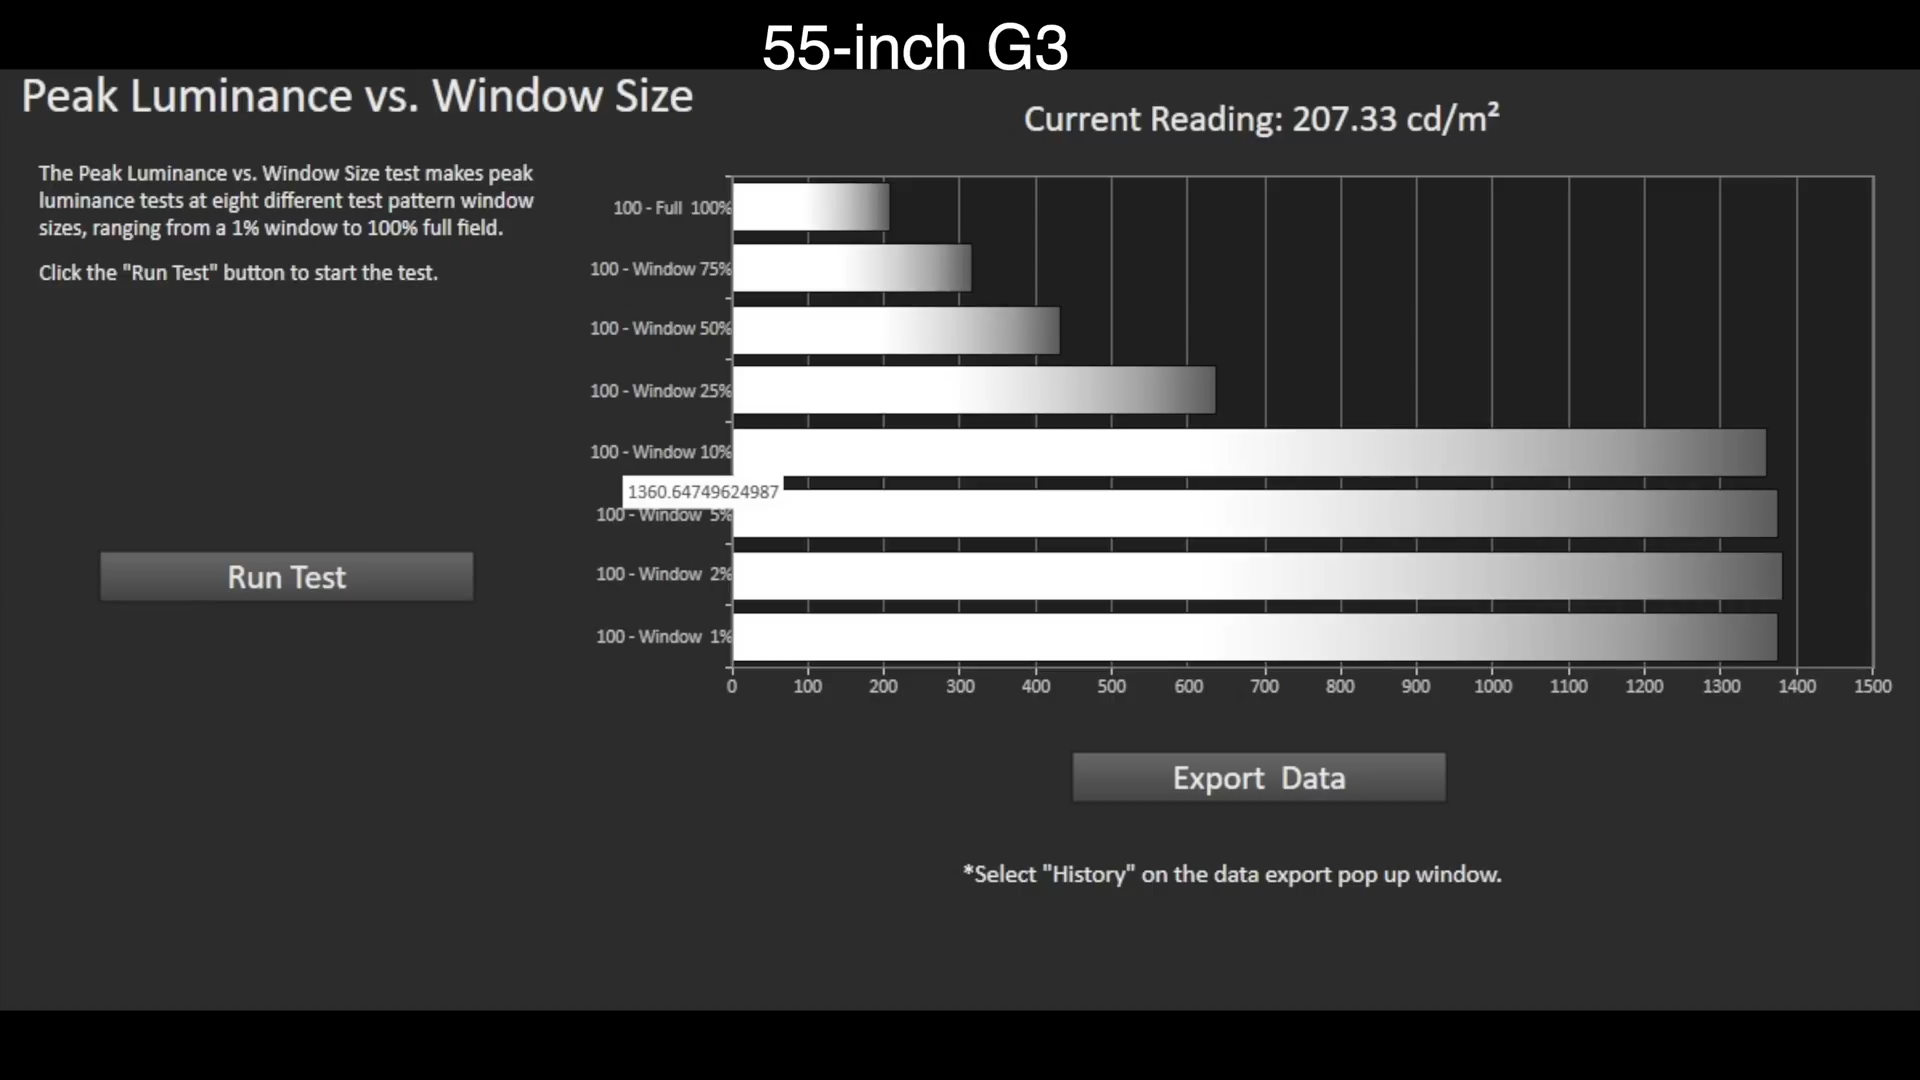 55-inch G3
Peak Luminance vs. Window Size
Current Reading: 207.33 cd/m²
The Peak Luminance vs. Window Size test makes peak
luminance tests at eight different test pattern window
sizes, ranging from a 1% window to 100% full field.
Click the "Run Test" button to start the test.
Run Test
100 - Full 100%
100 - Window 75%
100 - Window 50%
100 - Window 25%
100 - Window 10%
1360.64749624987
100 - Window 5%
100 - Window 2%
100 - Window 1%
0 100 200 300 400 500 600 700 800 900 1000 1100 1200 1300 1400 1500
Export Data
*Select "History" on the data export pop up window.